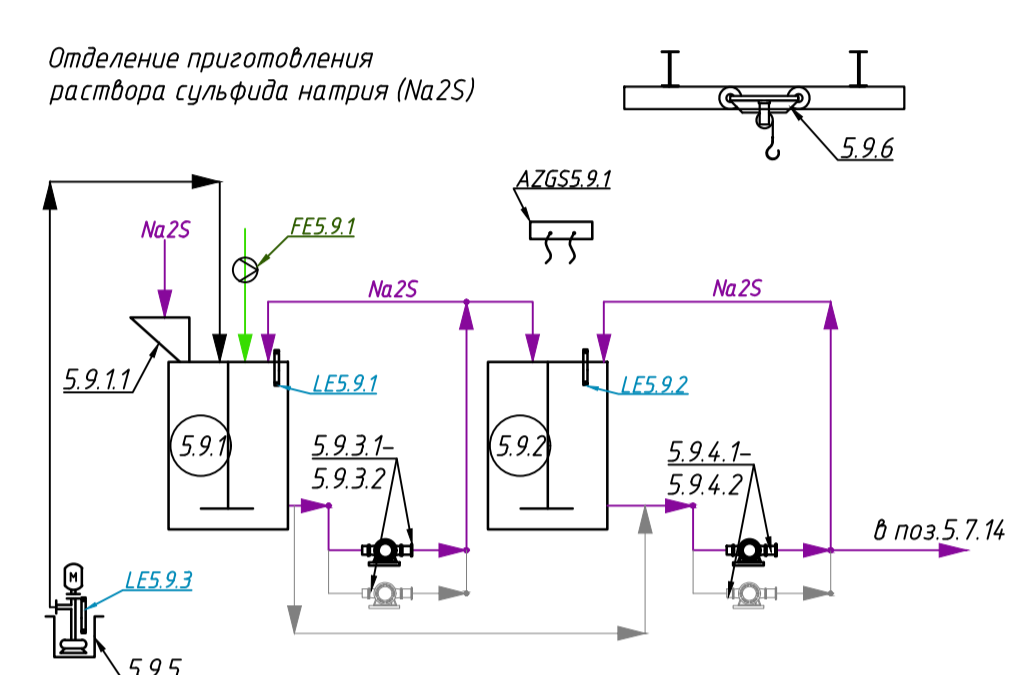 Отделение приготовления
раствора сульфида натрия (Na2S)
5.9.6
AZGS5.9.1
Na2S
FE5.9.1
Na2S
Na2S
5.9.1.1
LE5.9.1
LE5.9.2
5.9.1
5.9.3.1-
5.9.3.2
5.9.2
5.9.4.1-
5.9.4.2
в поз.5.7.14
M
LE5.9.3
5.9.5